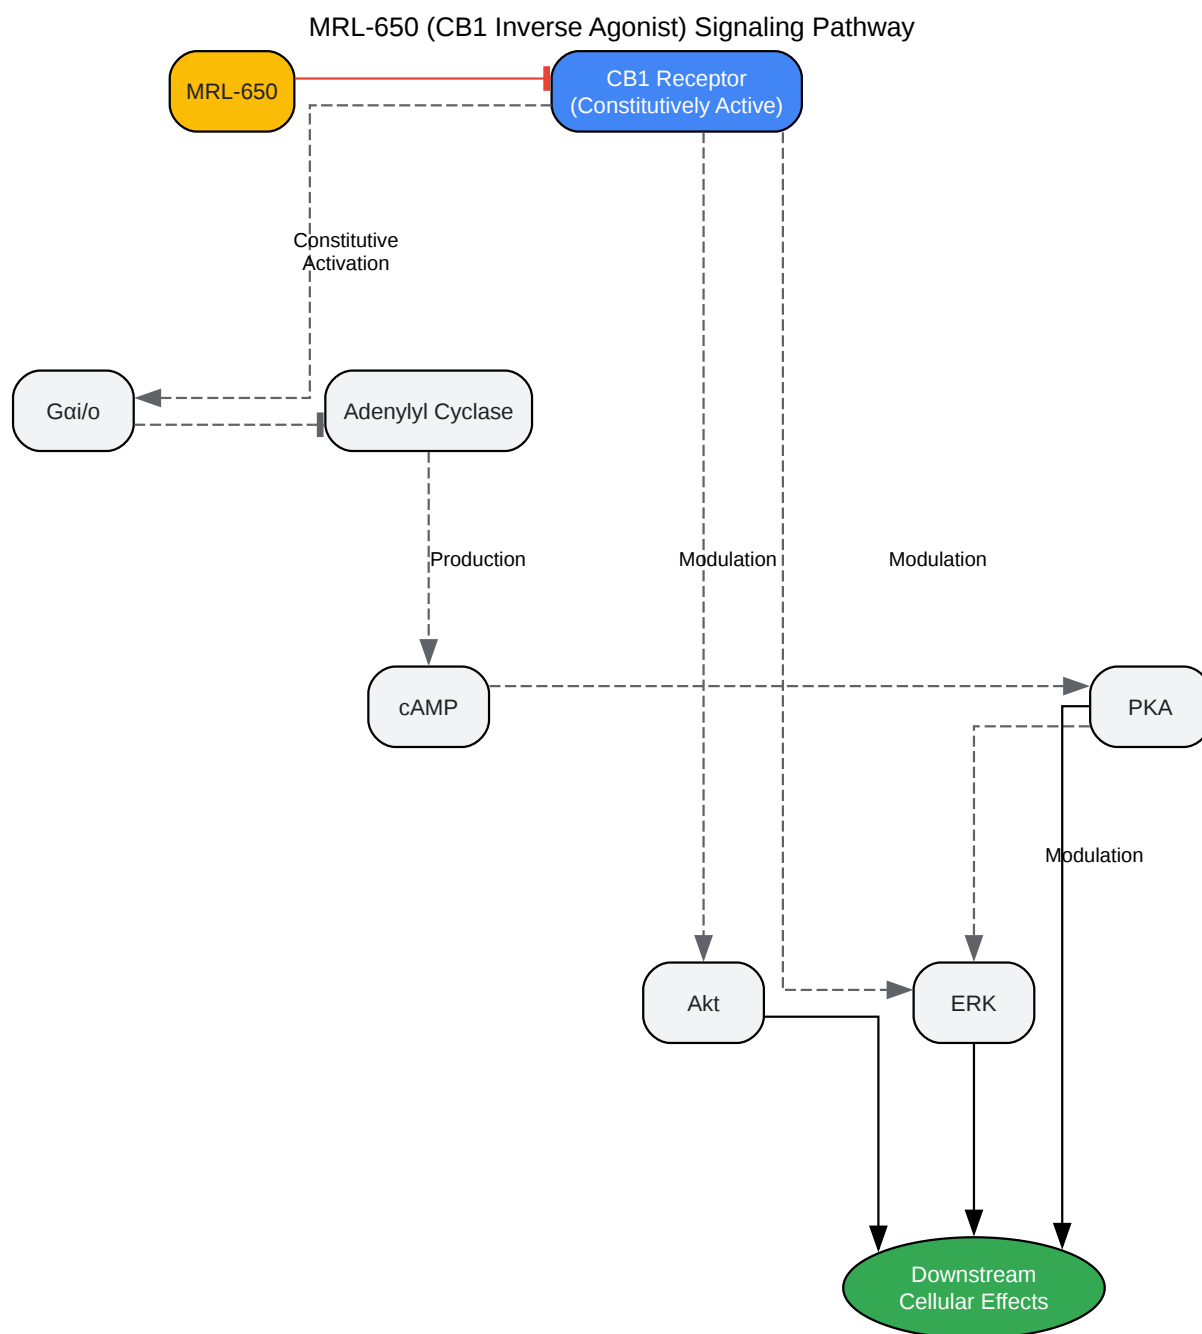 MRL-650 (CB1 Inverse Agonist) Signaling Pathway
MRL-650
CB1 Receptor
(Constitutively Active)
Constitutive
Activation
Gαi/o
Adenylyl Cyclase
Production
Modulation
Modulation
cAMP
PKA
Modulation
Akt
ERK
Downstream
Cellular Effects